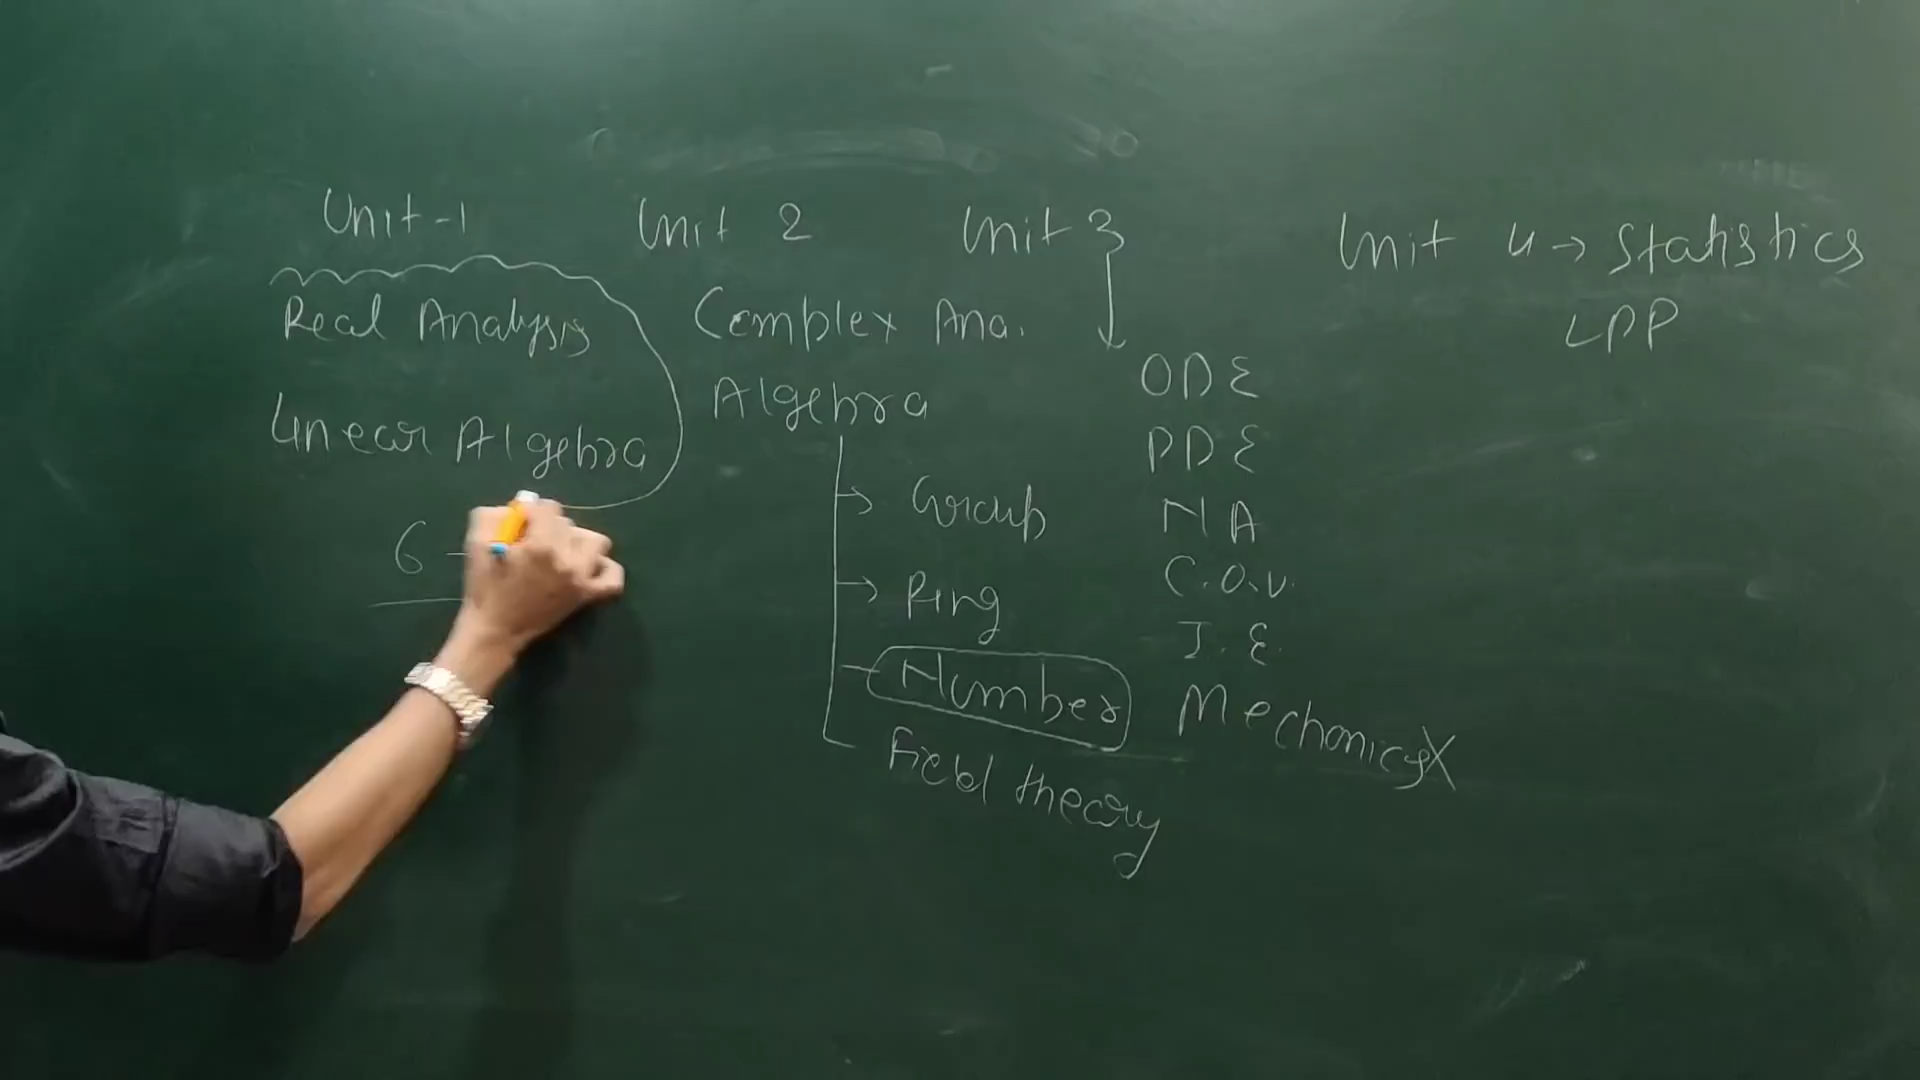 Unit-1
Real Analysis
Linear Algebra
6 -
Unit 2
Complex Ana.
Algebra
→ Group
→ Ring
Number
Field theory
Unit 3
ODE
PDE
NA
C.O.V.
I.E.
Mechanics X
Unit 4 → Statistics
LPP